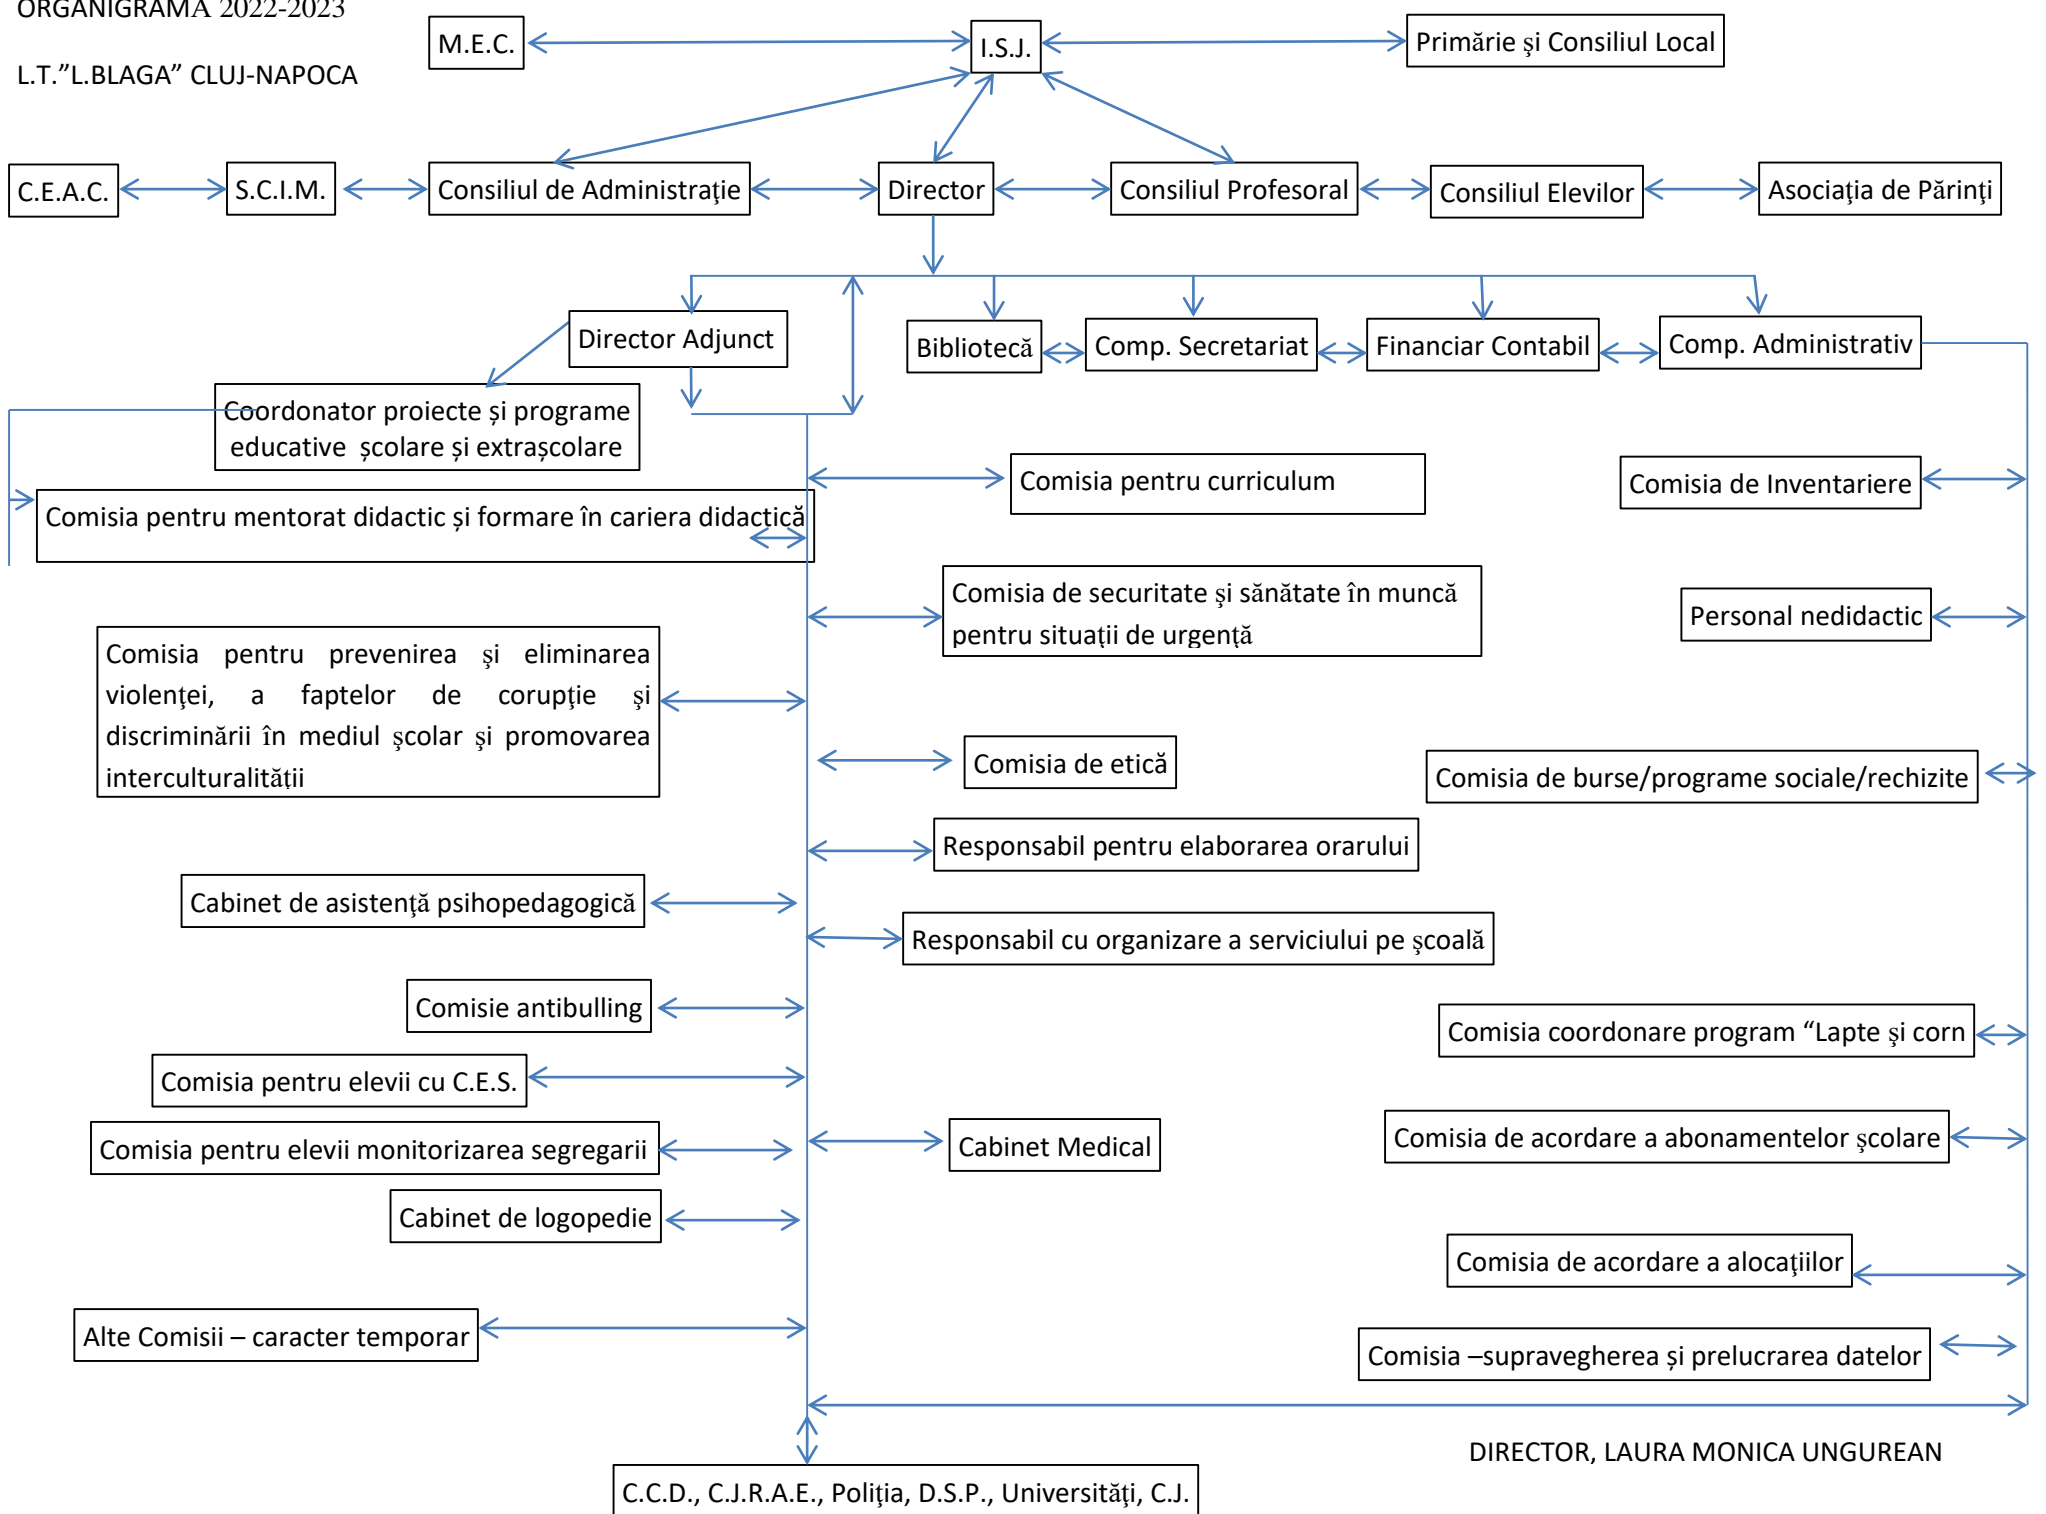 ORGANIGRAMĂ 2022-2023
L.T.”L.BLAGA” CLUJ-NAPOCA
M.E.C.
I.S.J.
Primărie şi Consiliul Local
C.E.A.C.
S.C.I.M.
Consiliul de Administraţie
Director
Consiliul Profesoral
Consiliul Elevilor
Asociaţia de Părinţi
Director Adjunct
Bibliotecă
Comp. Secretariat
Financiar Contabil
Comp. Administrativ
Coordonator proiecte și programe
educative școlare și extrașcolare
Comisia pentru curriculum
Comisia de Inventariere
Comisia pentru mentorat didactic și formare în cariera didactică
Comisia de securitate şi sănătate în muncă
pentru situaţii de urgenţă
Personal nedidactic
Comisia pentru prevenirea şi eliminarea
violenţei, a faptelor de corupţie şi
discriminării în mediul şcolar şi promovarea
interculturalităţii
Comisia de etică
Comisia de burse/programe sociale/rechizite
Responsabil pentru elaborarea orarului
Cabinet de asistenţă psihopedagogică
Responsabil cu organizare a serviciului pe şcoală
Comisie antibulling
Comisia coordonare program “Lapte şi corn
Comisia pentru elevii cu C.E.S.
Comisia pentru elevii monitorizarea segregarii
Cabinet Medical
Comisia de acordare a abonamentelor şcolare
Cabinet de logopedie
Comisia de acordare a alocaţiilor
Alte Comisii – caracter temporar
Comisia –supravegherea și prelucrarea datelor
DIRECTOR, LAURA MONICA UNGUREAN
C.C.D., C.J.R.A.E., Poliţia, D.S.P., Universităţi, C.J.